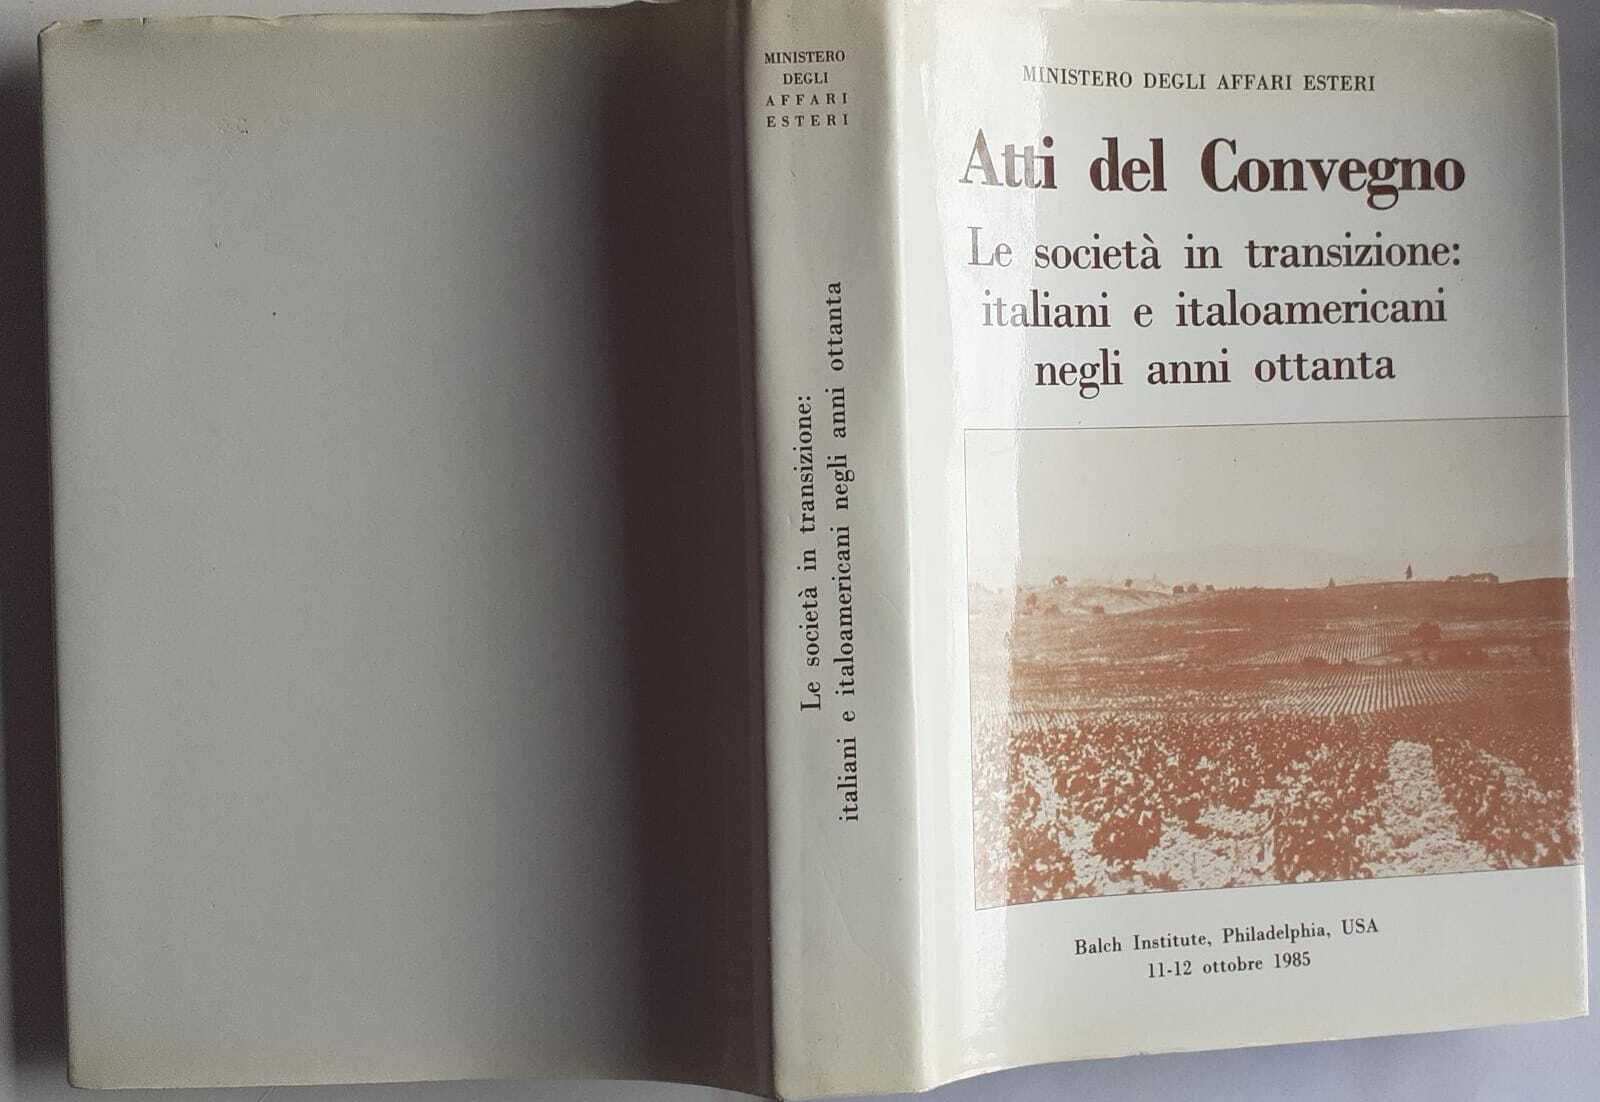 MINISTERO
DEGLI
AFFARI
ESTERI
Le società in transizione:
italiani e italoamericani negli anni ottanta
MINISTERO DEGLI AFFARI ESTERI
Atti del Convegno
Le società in transizione:
italiani e italoamericani
negli anni ottanta
Balch Institute, Philadelphia, USA
11-12 ottobre 1985